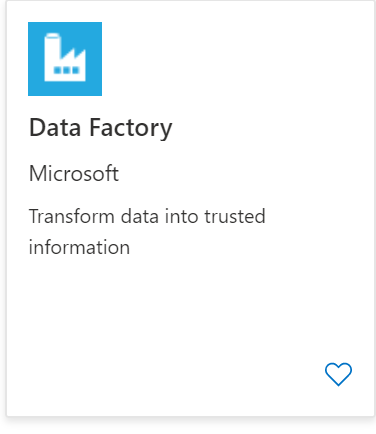 Data Factory
Microsoft
Transform data into trusted
information